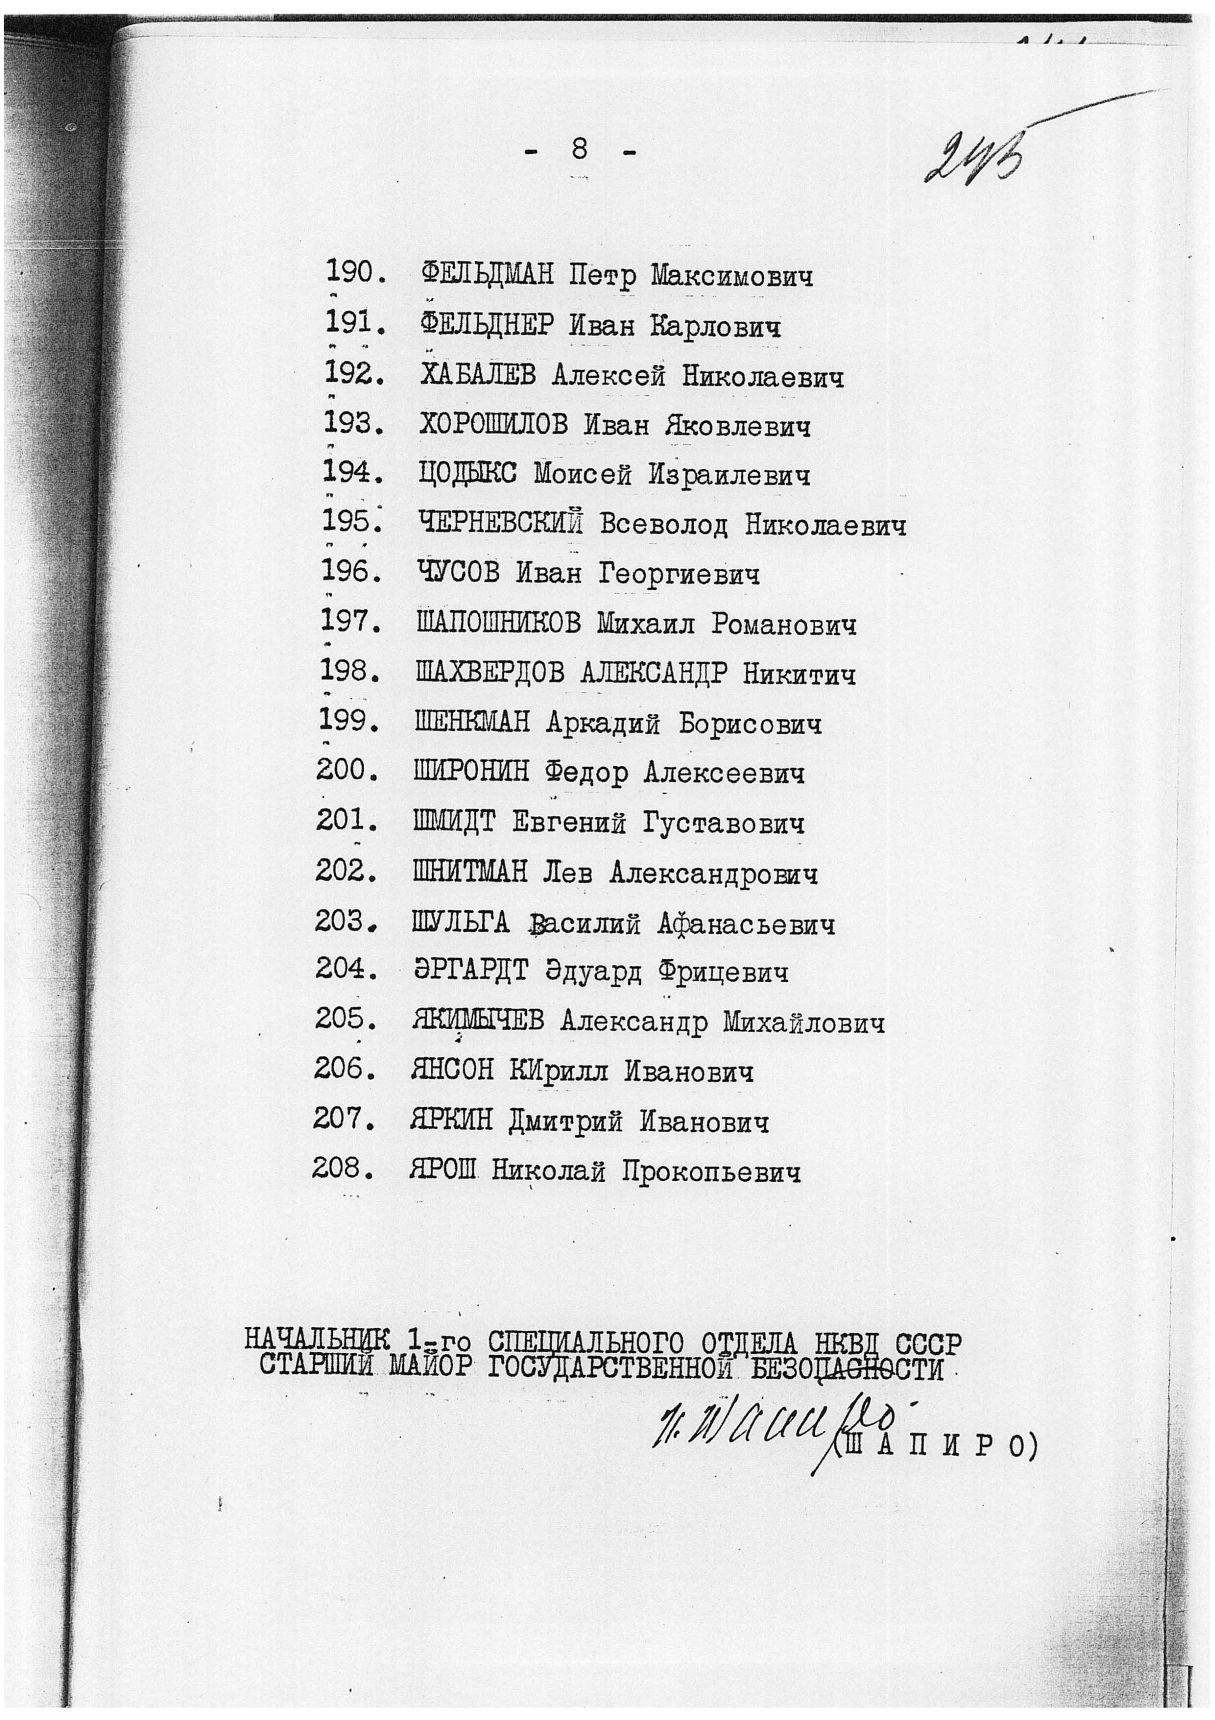 - 8 -
245
190. ФЕЛЬДМАН Петр Максимович
191. ФЕЛЬДНЕР Иван Карлович
192. ХАБАЛЕВ Алексей Николаевич
193. ХОРОШИЛОВ Иван Яковлевич
194. ЦОДЫКС Моисей Израилевич
195. ЧЕРНЕВСКИЙ Всеволод Николаевич
196. ЧУСОВ Иван Георгиевич
197. ШАПОШНИКОВ Михаил Романович
198. ШАХВЕРДОВ АЛЕКСАНДР Никитич
199. ШЕНКМАН Аркадий Борисович
200. ШИРОНИН Федор Алексеевич
201. ШМИДТ Евгений Густавович
202. ШНИТМАН Лев Александрович
203. ШУЛЬГА Василий Афанасьевич
204. ЭРГАРДТ Эдуард Фрицевич
205. ЯКИМЫЧЕВ Александр Михайлович
206. ЯНСОН КИрилл Иванович
207. ЯРКИН Дмитрий Иванович
208. ЯРОШ Николай Прокопьевич
НАЧАЛЬНИК 1-го СПЕЦИАЛЬНОГО ОТДЕЛА НКВД СССР
СТАРШИЙ МАЙОР ГОСУДАРСТВЕННОЙ БЕЗОПАСНОСТИ
(ШАПИРО)